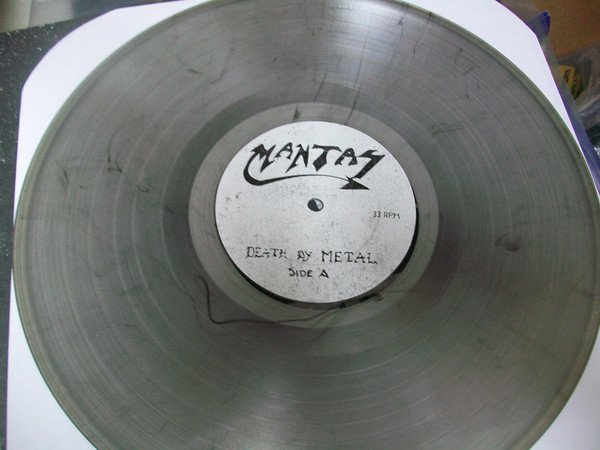 MANTAS
33 RPM
DEATH BY METAL
SIDE A